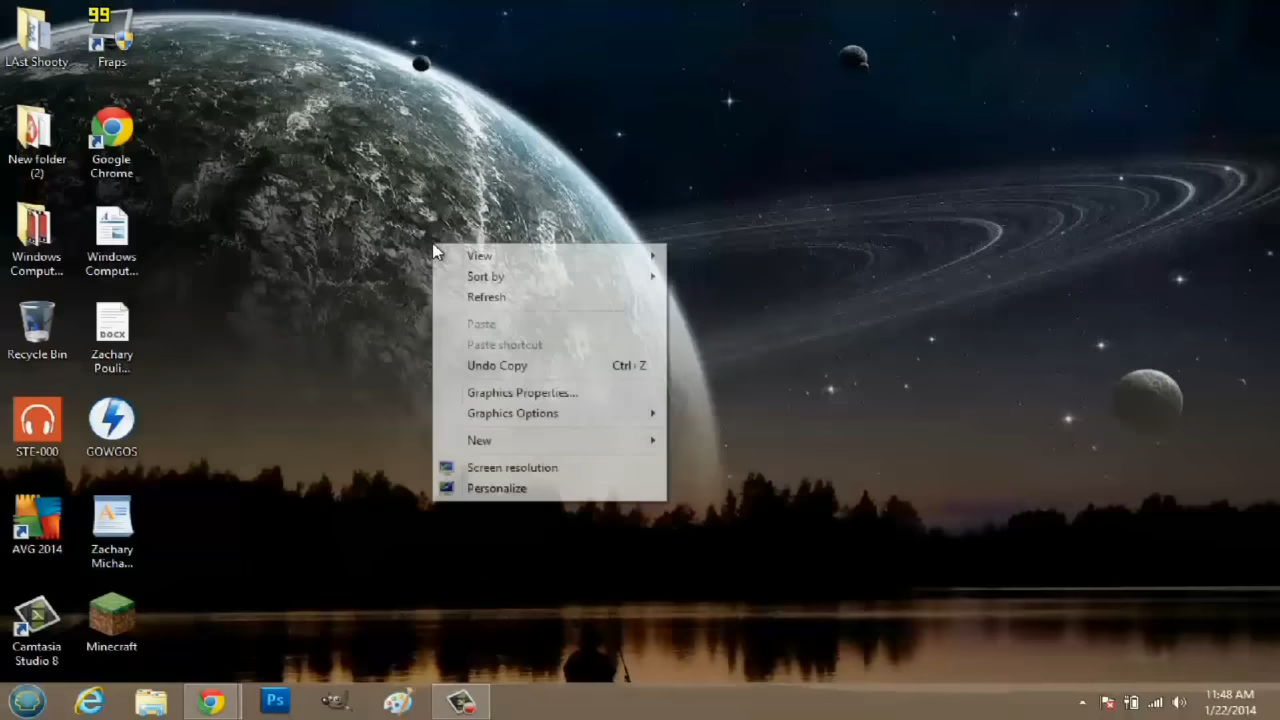 99
LAst Shooty
Fraps
New folder
(2)
Google
Chrome
Windows
Comput...
Windows
Comput...
Recycle Bin
DOCX
Zachary
Pouli...
STE-000
GOWGOS
AVG 2014
Zachary
Micha...
Camtasia
Studio 8
Minecraft
View
Sort by
Refresh
Paste
Paste shortcut
Undo Copy Ctrl+Z
Graphics Properties...
Graphics Options
New
Screen resolution
Personalize
Ps
11:48 AM
1/22/2014